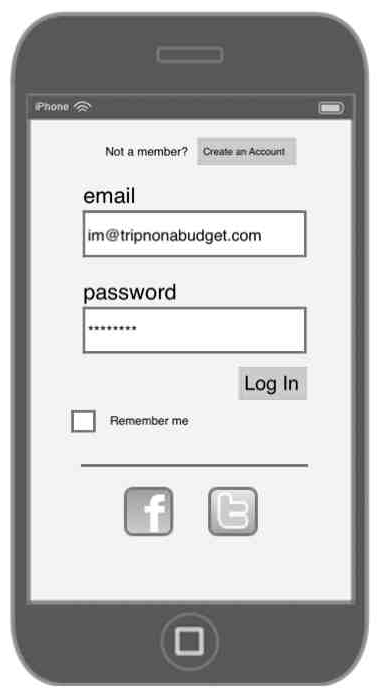 iPhone
Not a member? Create an Account
email
im@tripnonabudget.com
password
********
Log In
Remember me
f
t